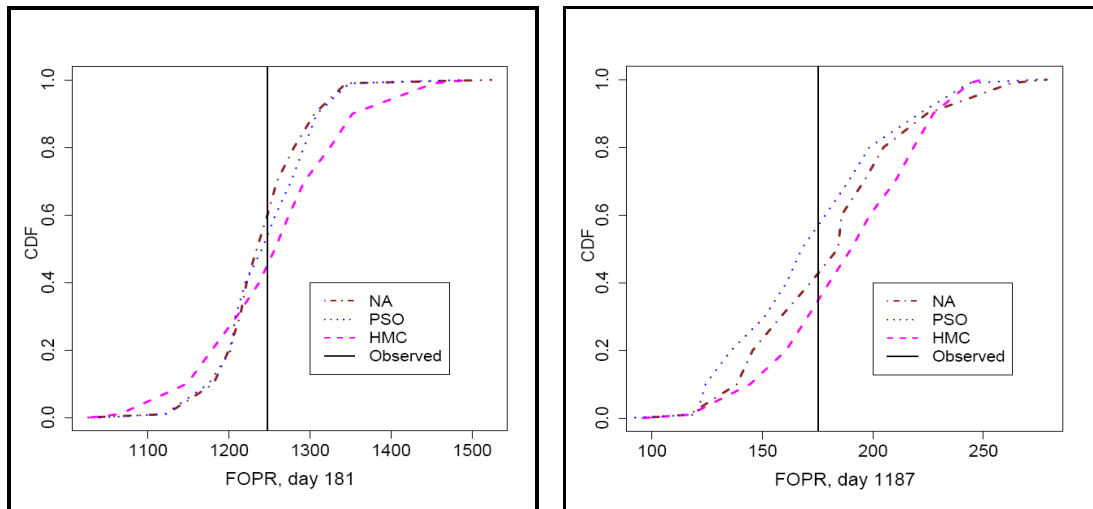 CDF
1.0
0.8
0.6
0.4
0.2
0.0
NA
PSO
HMC
Observed
1100 1200 1300 1400 1500
FOPR, day 181
CDF
1.0
0.8
0.6
0.4
0.2
0.0
NA
PSO
HMC
Observed
100 150 200 250
FOPR, day 1187